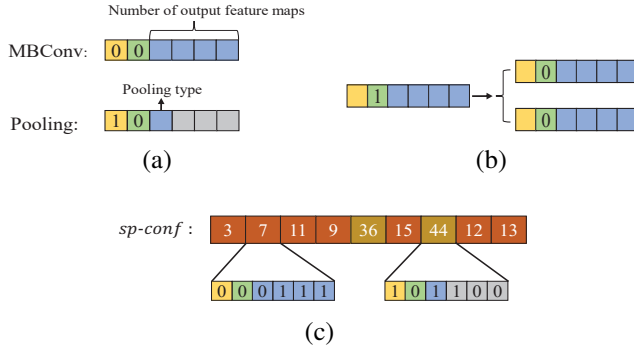 Number of output feature maps
MBConv: 0 0
Pooling type
Pooling: 1 0
(a)
1
0
0
(b)
sp-conf : 3 7 11 9 36 15 44 12 13
0 0 0 1 1 1
1 0 1 1 0 0
(c)